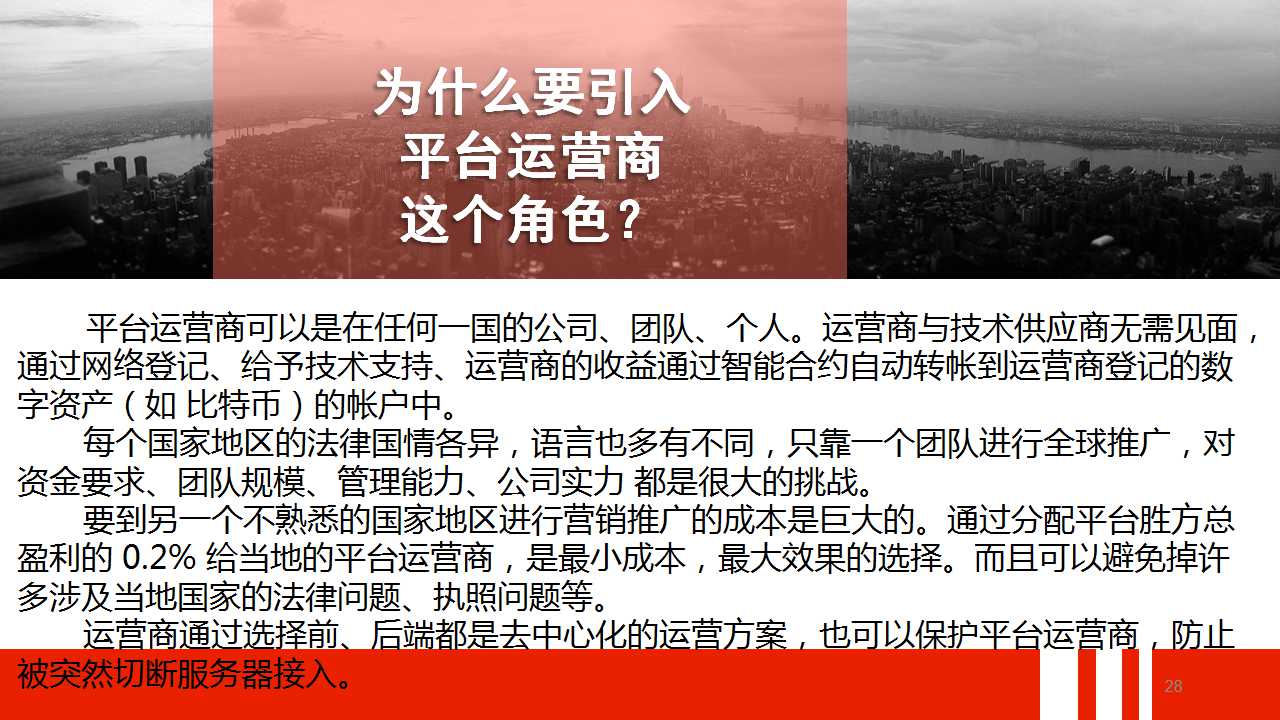 为什么要引入
平台运营商
这个角色？
平台运营商可以是在任何一国的公司、团队、个人。运营商与技术供应商无需见面，
通过网络登记、给予技术支持、运营商的收益通过智能合约自动转帐到运营商登记的数
字资产（如 比特币）的帐户中。
每个国家地区的法律国情各异，语言也多有不同，只靠一个团队进行全球推广，对
资金要求、团队规模、管理能力、公司实力 都是很大的挑战。
要到另一个不熟悉的国家地区进行营销推广的成本是巨大的。通过分配平台胜方总
盈利的 0.2% 给当地的平台运营商，是最小成本，最大效果的选择。而且可以避免掉许
多涉及当地国家的法律问题、执照问题等。
运营商通过选择前、后端都是去中心化的运营方案，也可以保护平台运营商，防止
被突然切断服务器接入。
28